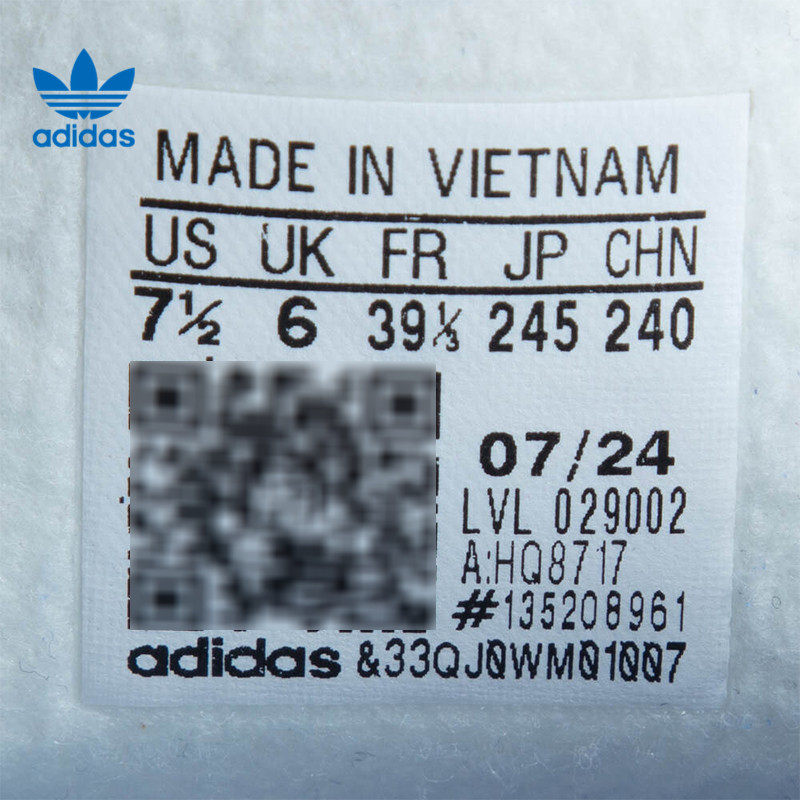 adidas
MADE IN VIETNAM
US UK FR JP CHN
7½ 6 39⅓ 245 240
07/24
LVL 029002
A:HQ8717
#135208961
adidas &33QJ0WM01007